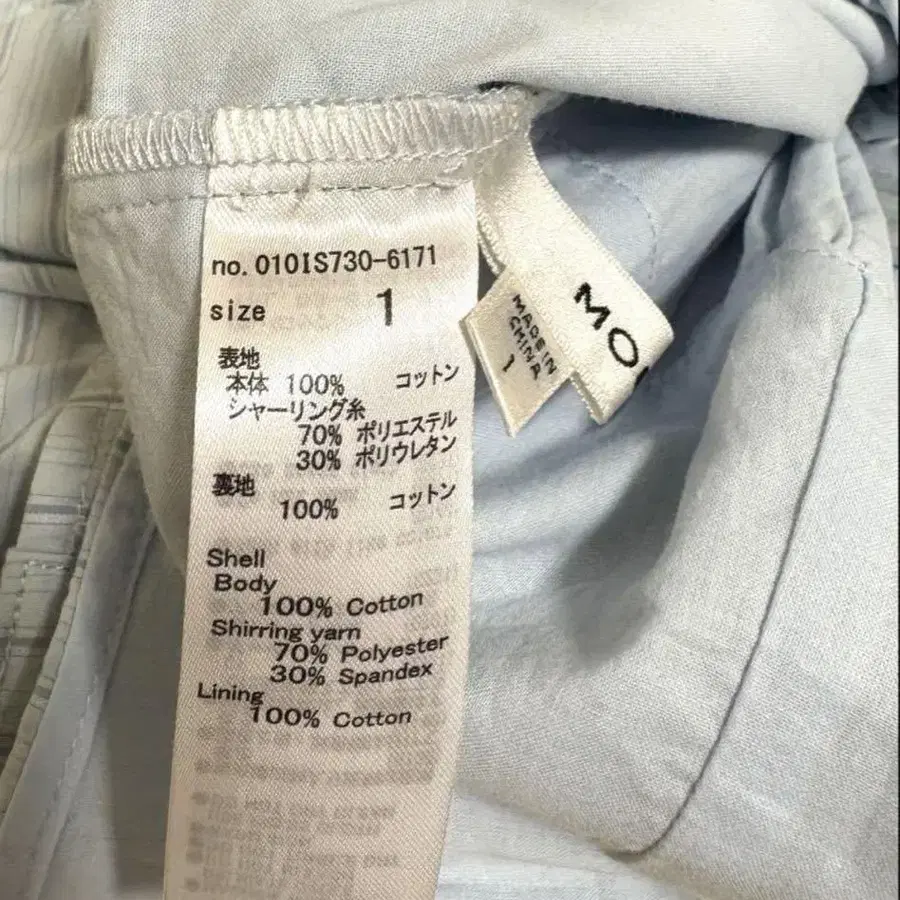 no. 010IS730-6171
size 1
表地
本体 100% コットン
シャーリング糸
70% ポリエステル
30% ポリウレタン
裏地
100% コットン
Shell
Body
100% Cotton
Shirring yarn
70% Polyester
30% Spandex
Lining
100% Cotton
MADE IN
CHINA
1